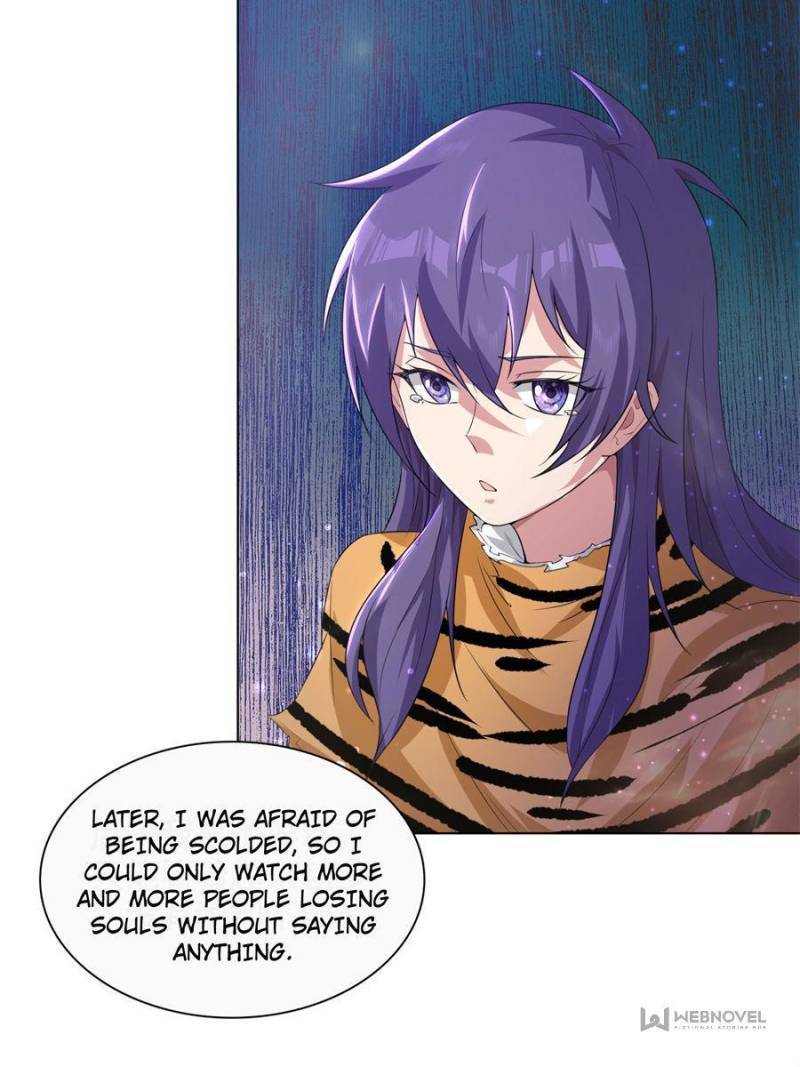 LATER, I WAS AFRAID OF
BEING SCOLDED, SO I
COULD ONLY WATCH MORE
AND MORE PEOPLE LOSING
SOULS WITHOUT SAYING
ANYTHING.
WEBNOVEL